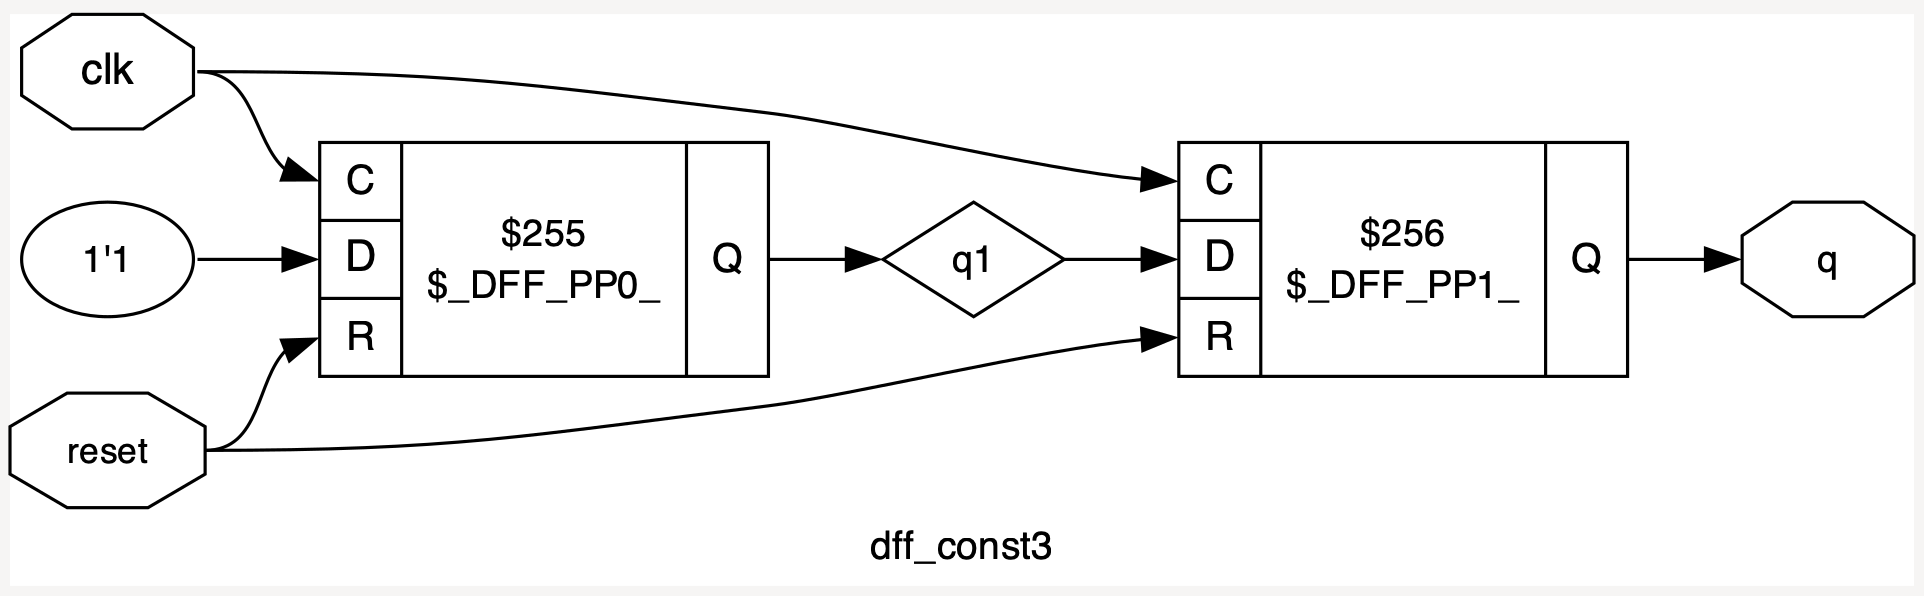 clk
1'1
reset
C
D
R
$255
$_DFF_PP0_
Q
q1
C
D
R
$256
$_DFF_PP1_
Q
q
dff_const3